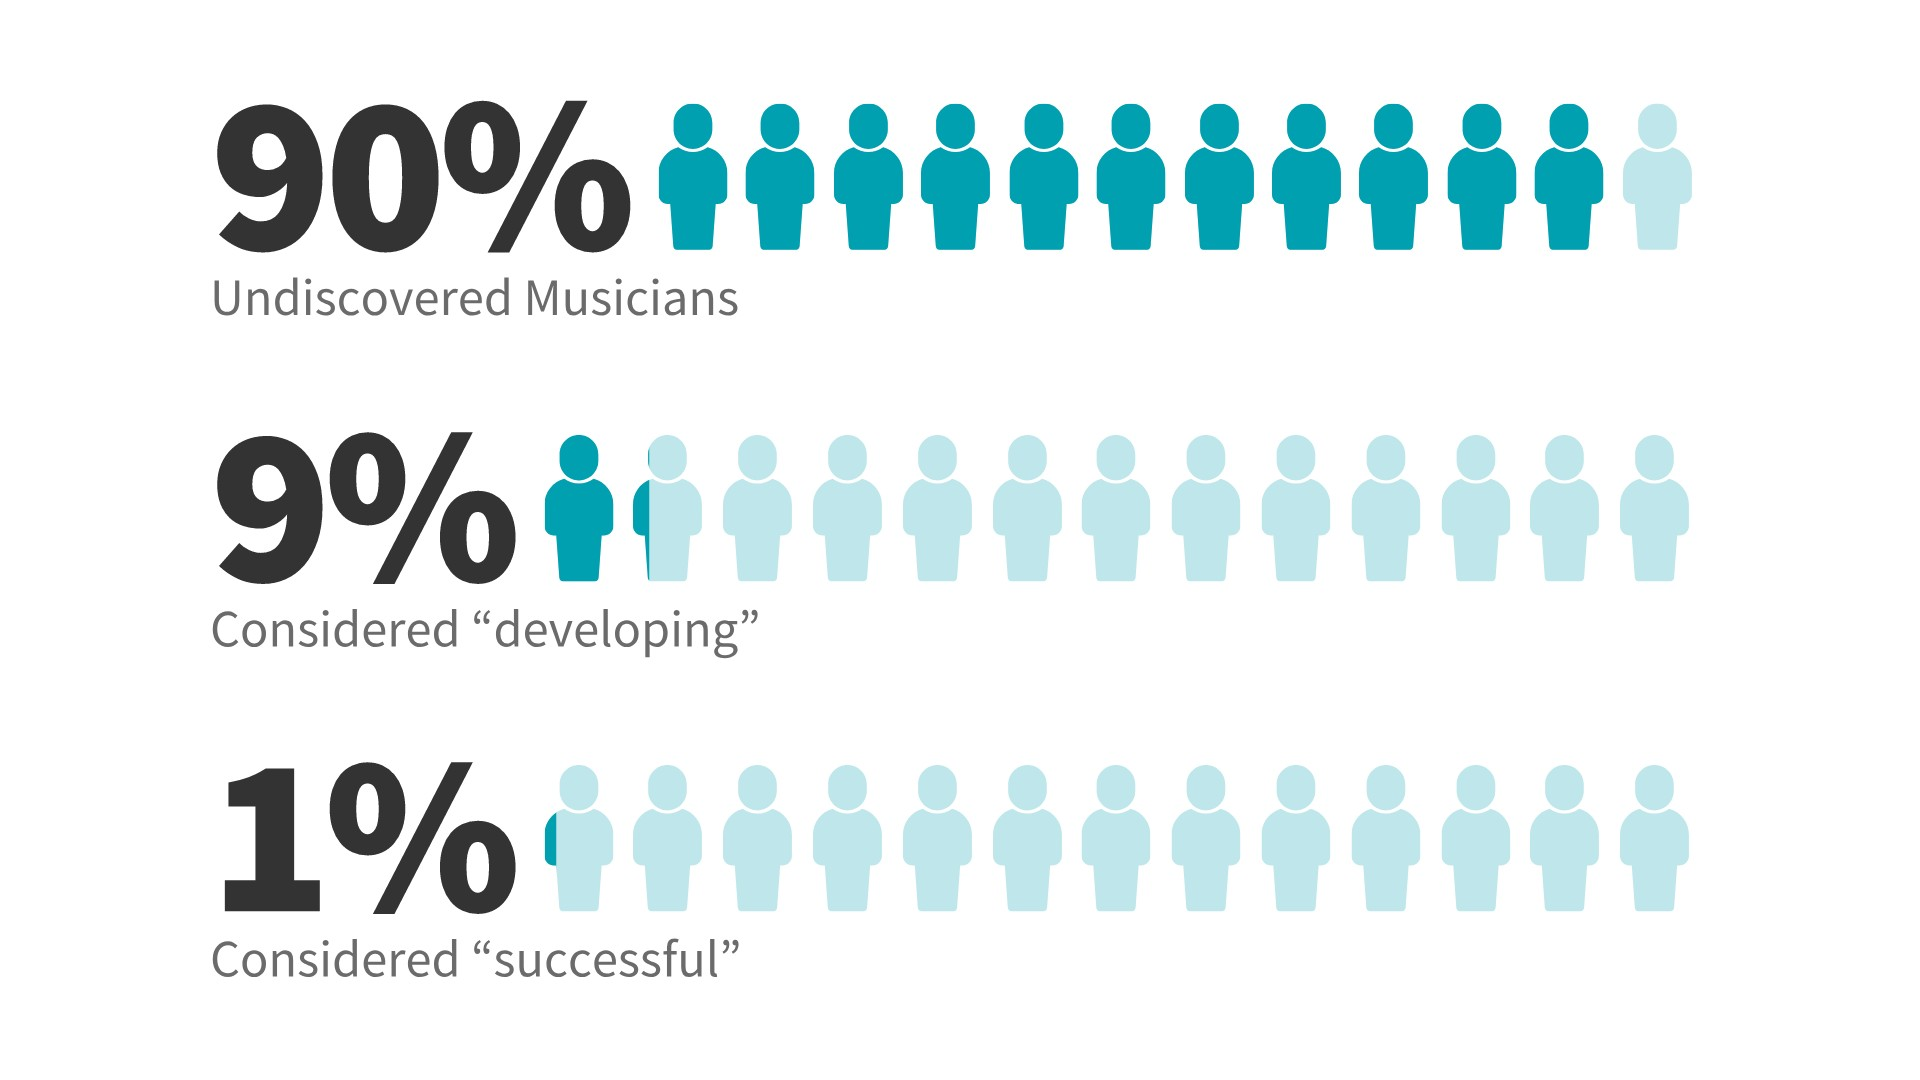 90%
Undiscovered Musicians
9%
Considered “developing”
1%
Considered “successful”